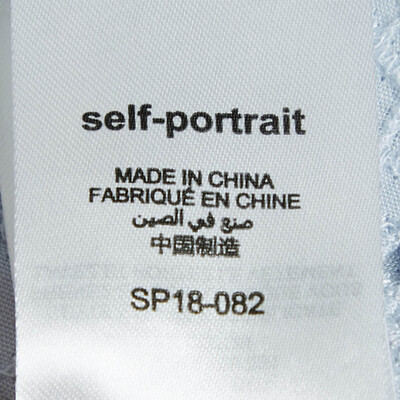 self-portrait
MADE IN CHINA
FABRIQUÉ EN CHINE
صنع في الصين
中国制造
SP18-082